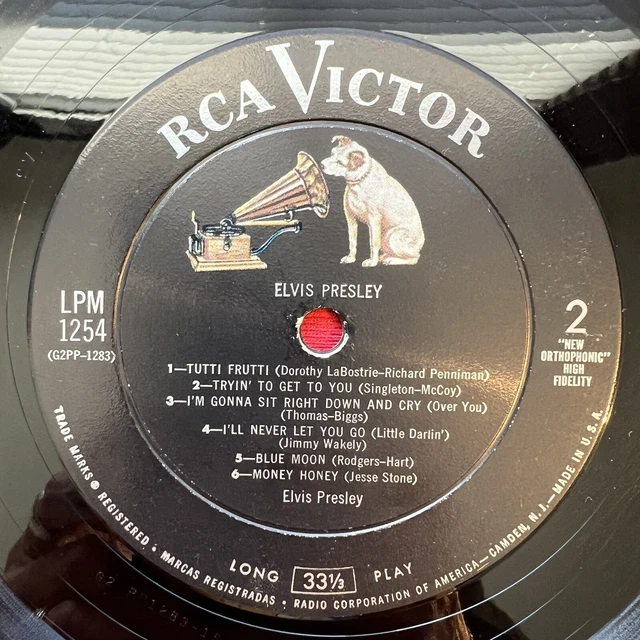 RCA VICTOR
ELVIS PRESLEY
LPM
1254
(G2PP-1283)
2
"NEW
ORTHOPHONIC"
HIGH
FIDELITY
1—TUTTI FRUTTI (Dorothy LaBostrie-Richard Penniman)
2—TRYIN' TO GET TO YOU (Singleton-McCoy)
3—I'M GONNA SIT RIGHT DOWN AND CRY (Over You)
(Thomas-Biggs)
4—I'LL NEVER LET YOU GO (Little Darlin')
(Jimmy Wakely)
5—BLUE MOON (Rodgers-Hart)
6—MONEY HONEY (Jesse Stone)
Elvis Presley
LONG 33⅓ PLAY
TRADE MARKS ® REGISTERED • MARCAS REGISTRADAS • RADIO CORPORATION OF AMERICA—CAMDEN, N. J.—MADE IN U. S. A.